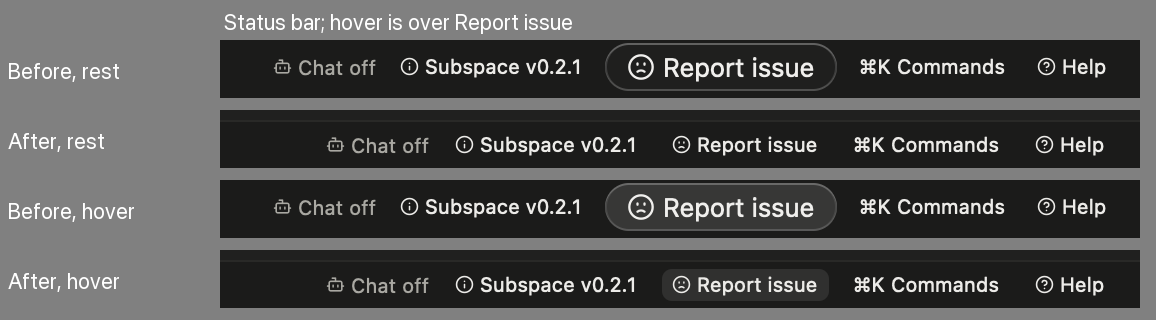 Status bar; hover is over Report issue
Before, rest
Chat off Subspace v0.2.1 Report issue ⌘K Commands Help
After, rest
Chat off Subspace v0.2.1 Report issue ⌘K Commands Help
Before, hover
Chat off Subspace v0.2.1 Report issue ⌘K Commands Help
After, hover
Chat off Subspace v0.2.1 Report issue ⌘K Commands Help